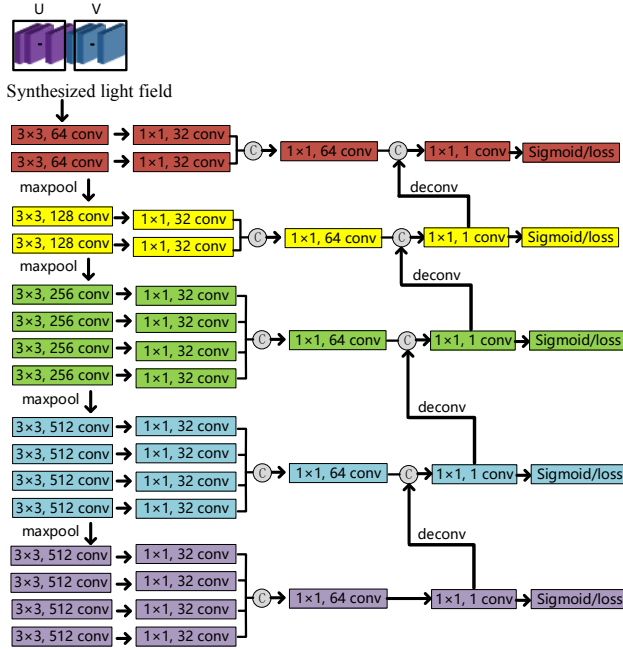 U V
Synthesized light field
3×3, 64 conv 1×1, 32 conv
C 1×1, 64 conv C 1×1, 1 conv Sigmoid/loss
3×3, 64 conv 1×1, 32 conv
maxpool
deconv
3×3, 128 conv 1×1, 32 conv
C 1×1, 64 conv C 1×1, 1 conv Sigmoid/loss
3×3, 128 conv 1×1, 32 conv
maxpool
deconv
3×3, 256 conv 1×1, 32 conv
3×3, 256 conv 1×1, 32 conv
C 1×1, 64 conv C 1×1, 1 conv Sigmoid/loss
3×3, 256 conv 1×1, 32 conv
3×3, 256 conv 1×1, 32 conv
deconv
maxpool
3×3, 512 conv 1×1, 32 conv
3×3, 512 conv 1×1, 32 conv
C 1×1, 64 conv C 1×1, 1 conv Sigmoid/loss
3×3, 512 conv 1×1, 32 conv
3×3, 512 conv 1×1, 32 conv
maxpool
deconv
3×3, 512 conv 1×1, 32 conv
3×3, 512 conv 1×1, 32 conv
C 1×1, 64 conv 1×1, 1 conv Sigmoid/loss
3×3, 512 conv 1×1, 32 conv
3×3, 512 conv 1×1, 32 conv